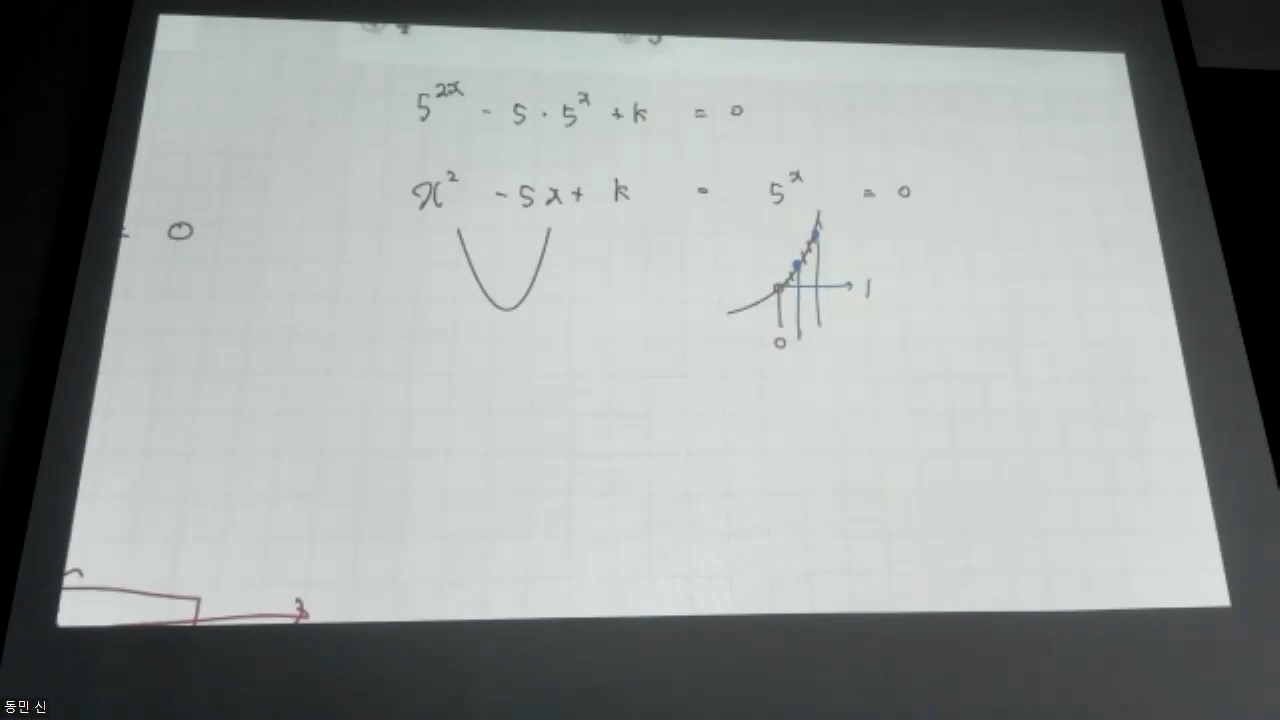 5^{2x} - 5 · 5^x + k = 0
x^2 - 5x + k - 5^x = 0
0
1
0
동민 신